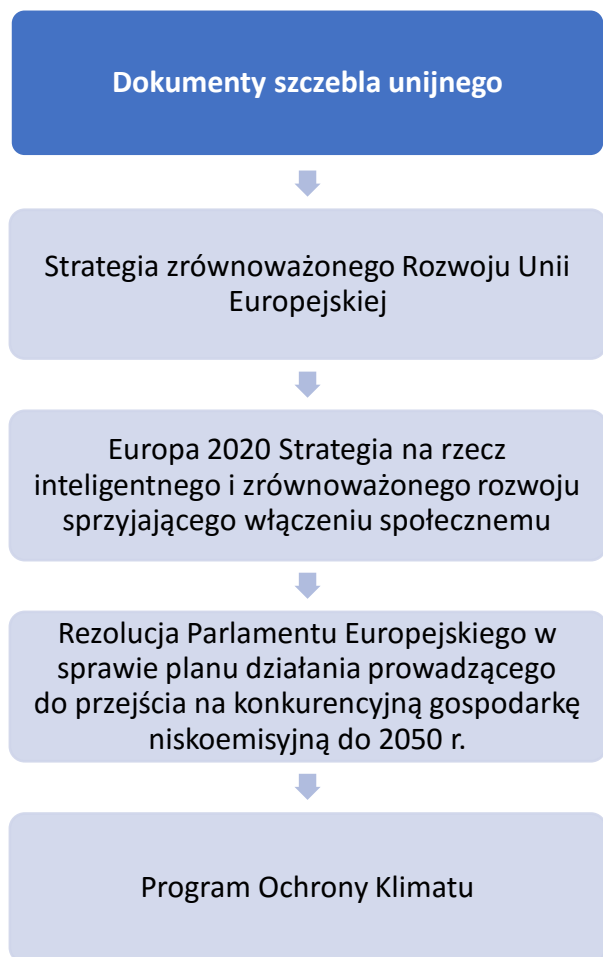 Dokumenty szczebla unijnego
Strategia zrównoważonego Rozwoju Unii
Europejskiej
Europa 2020 Strategia na rzecz
inteligentnego i zrównoważonego rozwoju
sprzyjającego włączeniu społecznemu
Rezolucja Parlamentu Europejskiego w
sprawie planu działania prowadzącego
do przejścia na konkurencyjną gospodarkę
niskoemisyjną do 2050 r.
Program Ochrony Klimatu